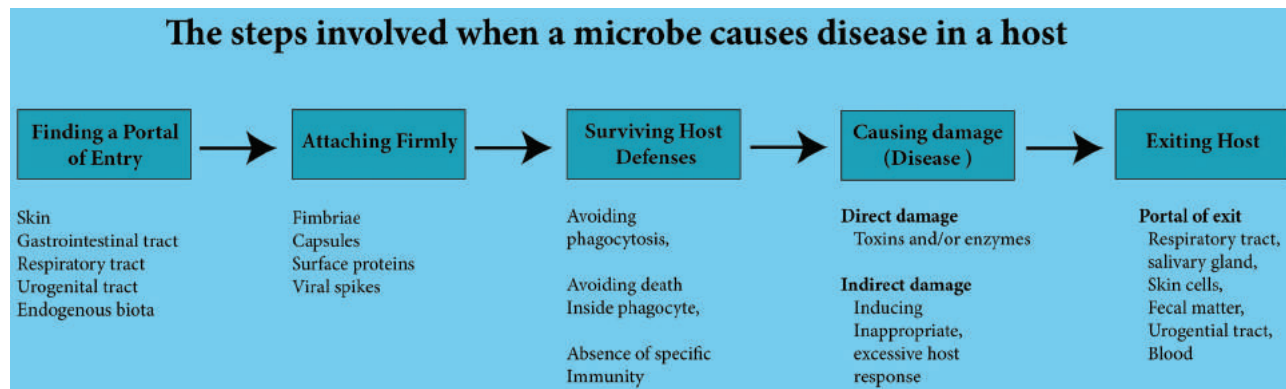 The steps involved when a microbe causes disease in a host
Finding a Portal
of Entry
Attaching Firmly
Surviving Host
Defenses
Causing damage
(Disease )
Exiting Host
Skin
Gastrointestinal tract
Respiratory tract
Urogenital tract
Endogenous biota
Fimbriae
Capsules
Surface proteins
Viral spikes
Avoiding
phagocytosis,
Avoiding death
Inside phagocyte,
Absence of specific
Immunity
Direct damage
Toxins and/or enzymes
Indirect damage
Inducing
Inappropriate,
excessive host
response
Portal of exit
Respiratory tract,
salivary gland,
Skin cells,
Fecal matter,
Urogential tract,
Blood